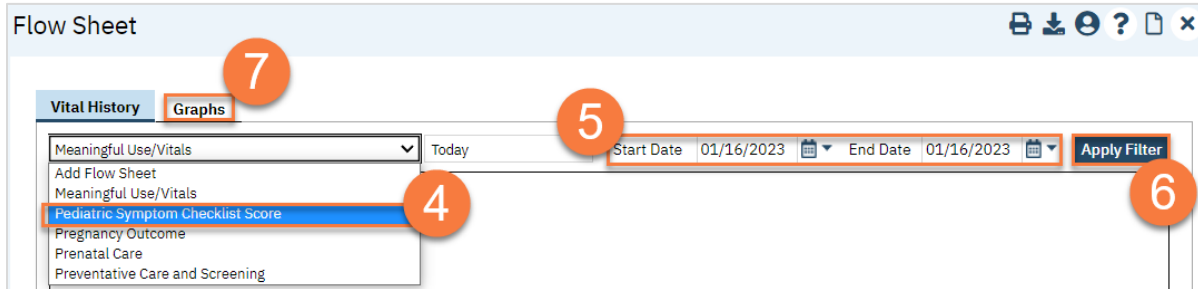 Flow Sheet
?
7
Vital History Graphs
5
Meaningful Use/Vitals Today Start Date 01/16/2023 End Date 01/16/2023 Apply Filter
Add Flow Sheet
Meaningful Use/Vitals
Pediatric Symptom Checklist Score
4
6
Pregnancy Outcome
Prenatal Care
Preventative Care and Screening